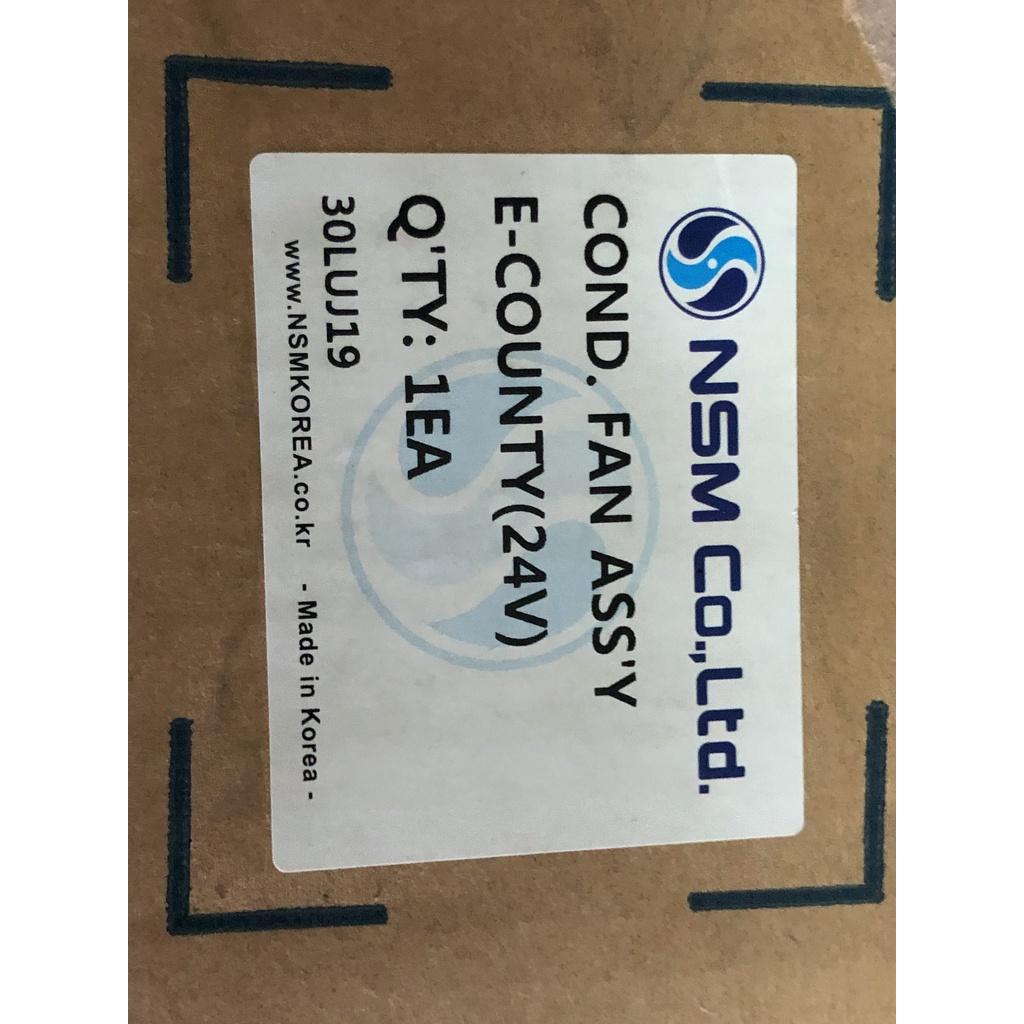 NSM Co.,Ltd.
COND. FAN ASS'Y
E-COUNTY(24V)
Q'TY: 1EA
30LUJ19
www.NSMKOREA.co.kr - Made in Korea -